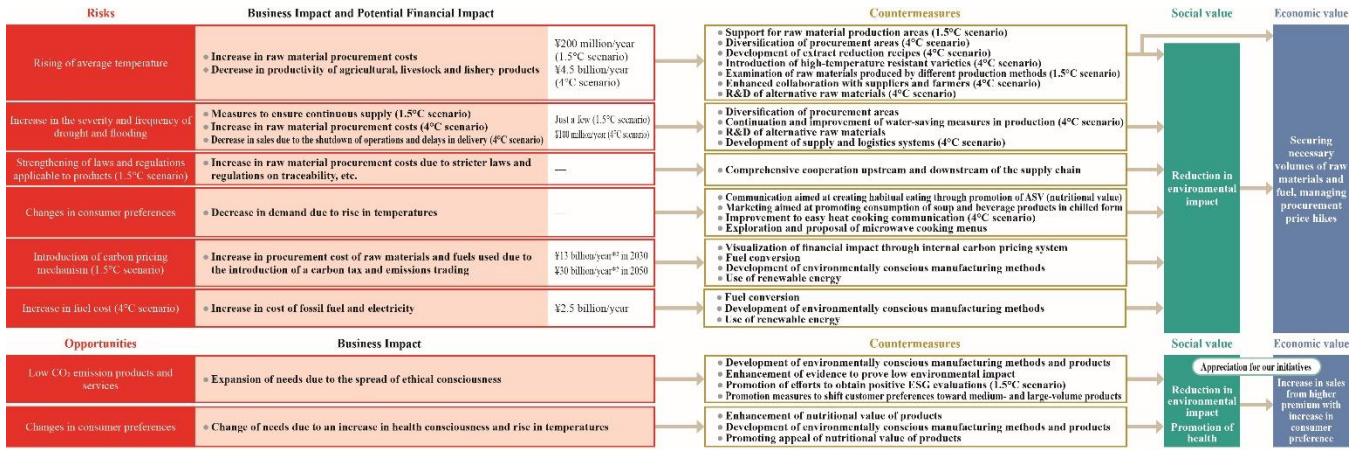 Risks
Business Impact and Potential Financial Impact
Countermeasures
Social value
Economic value
Rising of average temperature
● Increase in raw material procurement costs
● Decrease in productivity of agricultural, livestock and fishery products
¥200 million/year
(1.5°C scenario)
¥4.5 billion/year
(4°C scenario)
● Support for raw material production areas (1.5°C scenario)
● Diversification of procurement areas (4°C scenario)
● Development of extract reduction recipes (4°C scenario)
● Introduction of high-temperature resistant varieties (4°C scenario)
● Examination of raw materials produced by different production methods (1.5°C scenario)
● Enhanced collaboration with suppliers and farmers (4°C scenario)
● R&D of alternative raw materials (4°C scenario)
Increase in the severity and frequency of
drought and flooding
● Measures to ensure continuous supply (1.5°C scenario)
● Increase in raw material procurement costs (4°C scenario)
● Decrease in sales due to the shutdown of operations and delays in delivery (4°C scenario)
Just a few (1.5°C scenario)
$100 million/year (4°C scenario)
● Diversification of procurement areas
● Continuation and improvement of water-saving measures in production (4°C scenario)
● R&D of alternative raw materials
● Development of supply and logistics systems (4°C scenario)
Strengthening of laws and regulations
applicable to products (1.5°C scenario)
● Increase in raw material procurement costs due to stricter laws and
regulations on traceability, etc.
—
● Comprehensive cooperation upstream and downstream of the supply chain
Changes in consumer preferences
● Decrease in demand due to rise in temperatures
—
● Communication aimed at creating habitual eating through promotion of ASV (nutritional value)
● Marketing aimed at promoting consumption of soup and beverage products in chilled form
● Improvement to easy heat cooking communication (4°C scenario)
● Exploration and proposal of microwave cooking menus
Introduction of carbon pricing
mechanism (1.5°C scenario)
● Increase in procurement cost of raw materials and fuels used due to
the introduction of a carbon tax and emissions trading
¥13 billion/year in 2030
¥30 billion/year in 2050
● Visualization of financial impact through internal carbon pricing system
● Fuel conversion
● Development of environmentally conscious manufacturing methods
● Use of renewable energy
Increase in fuel cost (4°C scenario)
● Increase in cost of fossil fuel and electricity
¥2.5 billion/year
● Fuel conversion
● Development of environmentally conscious manufacturing methods
● Use of renewable energy
Reduction in
environmental
impact
Securing
necessary
volumes of raw
materials and
fuel, managing
procurement
price hikes
Opportunities
Business Impact
Countermeasures
Social value
Economic value
Low CO₂ emission products and
services
● Expansion of needs due to the spread of ethical consciousness
● Development of environmentally conscious manufacturing methods and products
● Enhancement of evidence to prove low environmental impact
● Promotion of efforts to obtain positive ESG evaluations (1.5°C scenario)
● Promotion measures to shift customer preferences toward medium- and large-volume products
Changes in consumer preferences
● Change of needs due to an increase in health consciousness and rise in temperatures
● Enhancement of nutritional value of products
● Development of environmentally conscious manufacturing methods and products
● Promoting appeal of nutritional value of products
Appreciation for our initiatives
Reduction in
environmental
impact
Promotion of
health
Increase in sales
from higher
premium with
increase in
consumer
preference